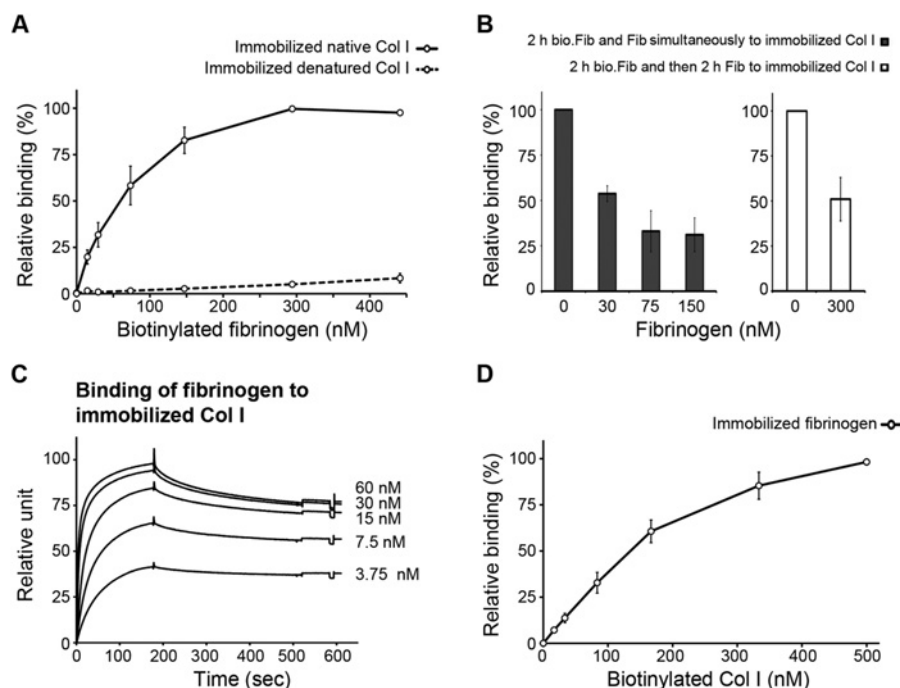 A
Immobilized native Col I
Immobilized denatured Col I
Relative binding (%)
100
75
50
25
0
0
100
200
300
400
Biotinylated fibrinogen (nM)
B
2 h bio.Fib and Fib simultaneously to immobilized Col I
2 h bio.Fib and then 2 h Fib to immobilized Col I
Relative binding (%)
100
75
50
25
0
0
30
75
150
100
75
50
25
0
0
300
Fibrinogen (nM)
C
Binding of fibrinogen to
immobilized Col I
Relative unit
100
75
50
25
0
60 nM
30 nM
15 nM
7.5 nM
3.75 nM
0
100
200
300
400
500
600
Time (sec)
D
Immobilized fibrinogen
Relative binding (%)
100
75
50
25
0
0
100
200
300
400
500
Biotinylated Col I (nM)